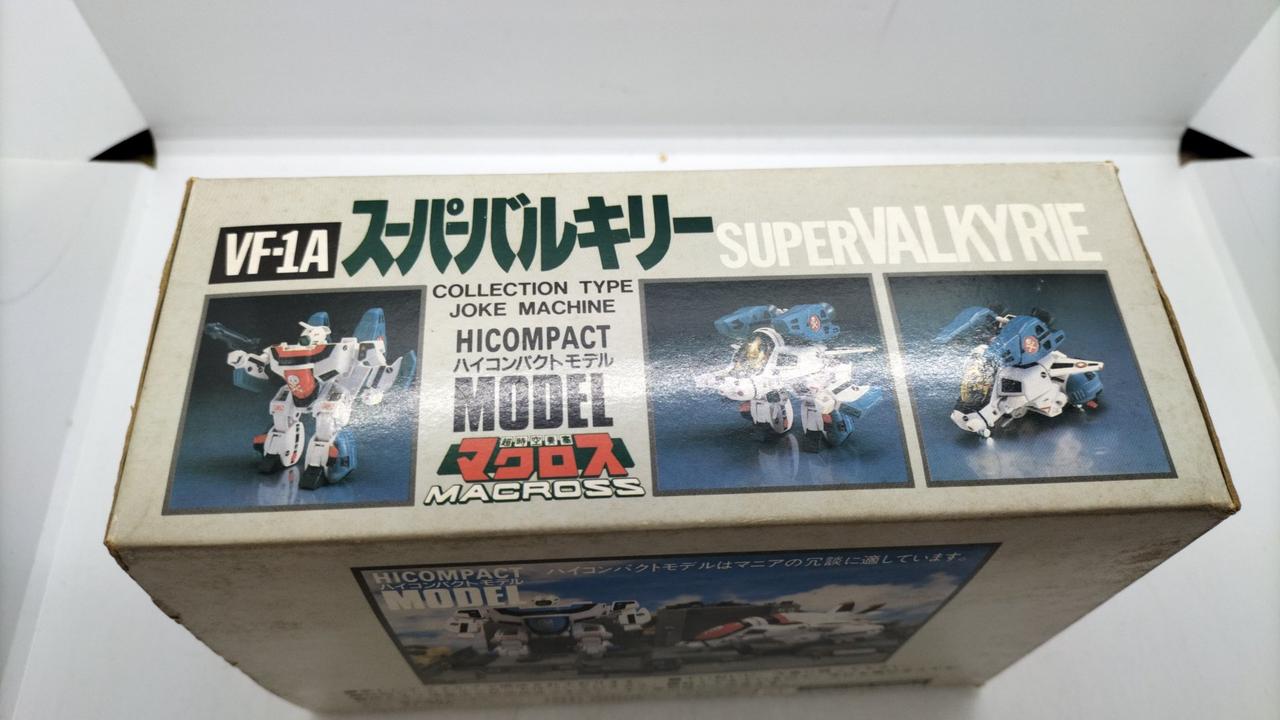 VF-1A スーパーバルキリー SUPER VALKYRIE
COLLECTION TYPE
JOKE MACHINE
HICOMPACT
ハイコンパクトモデル
MODEL
超時空要塞
マクロス
MACROSS
HICOMPACT
ハイコンパクトモデル
MODEL
ハイコンパクトモデルはマニアの冗談に適しています。